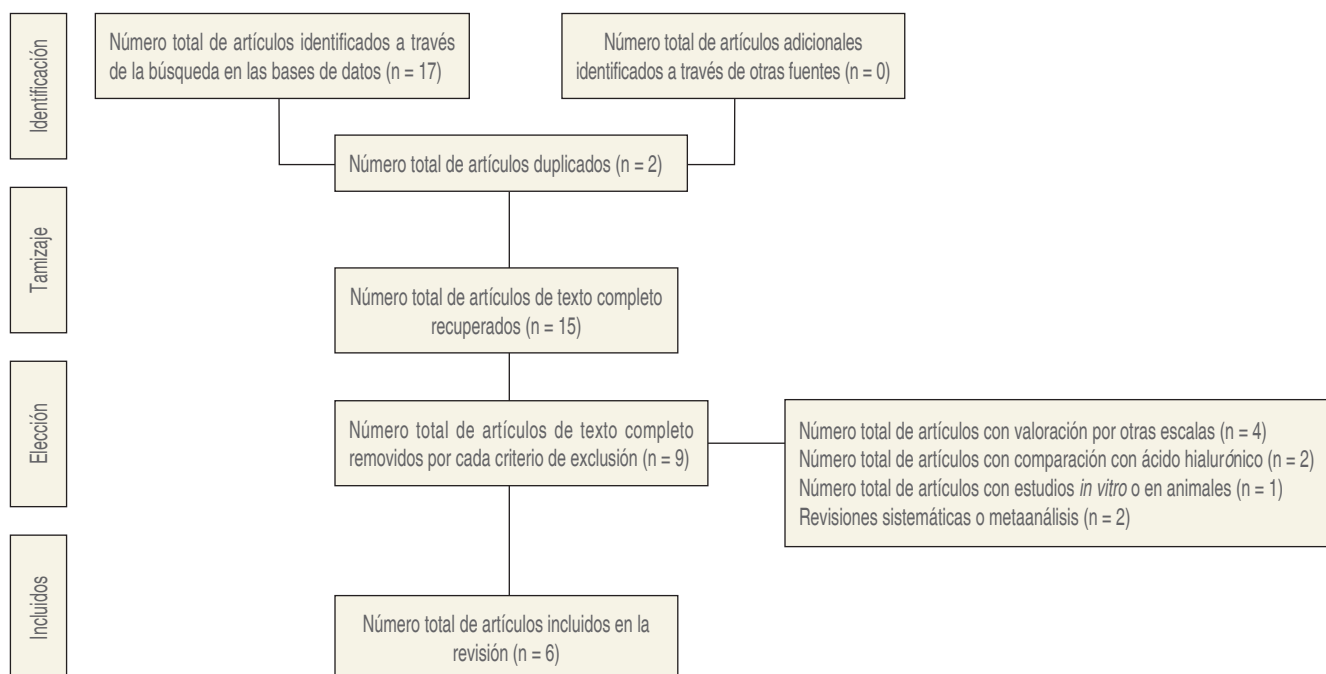 Identificación
Número total de artículos identificados a través
de la búsqueda en las bases de datos (n = 17)
Número total de artículos adicionales
identificados a través de otras fuentes (n = 0)
Número total de artículos duplicados (n = 2)
Tamizaje
Número total de artículos de texto completo
recuperados (n = 15)
Elección
Número total de artículos de texto completo
removidos por cada criterio de exclusión (n = 9)
Número total de artículos con valoración por otras escalas (n = 4)
Número total de artículos con comparación con ácido hialurónico (n = 2)
Número total de artículos con estudios in vitro o en animales (n = 1)
Revisiones sistemáticas o metaanálisis (n = 2)
Incluidos
Número total de artículos incluidos en la
revisión (n = 6)